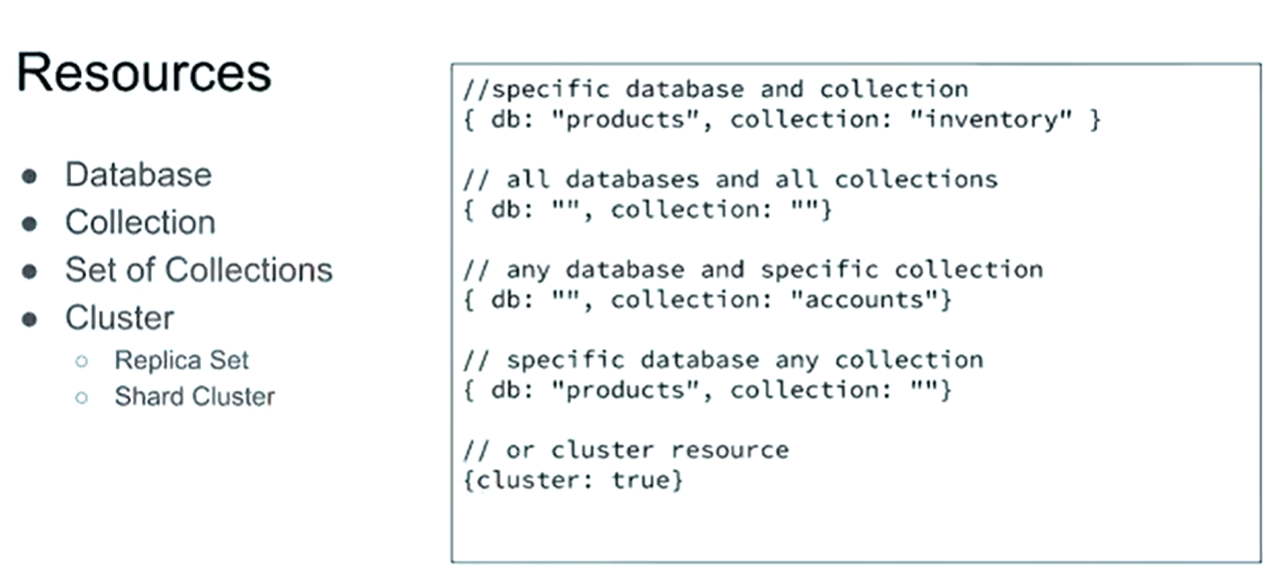 Resources
Database
Collection
Set of Collections
Cluster
Replica Set
Shard Cluster
//specific database and collection
{ db: "products", collection: "inventory" }
// all databases and all collections
{ db: "", collection: ""}
// any database and specific collection
{ db: "", collection: "accounts"}
// specific database any collection
{ db: "products", collection: ""}
// or cluster resource
{cluster: true}